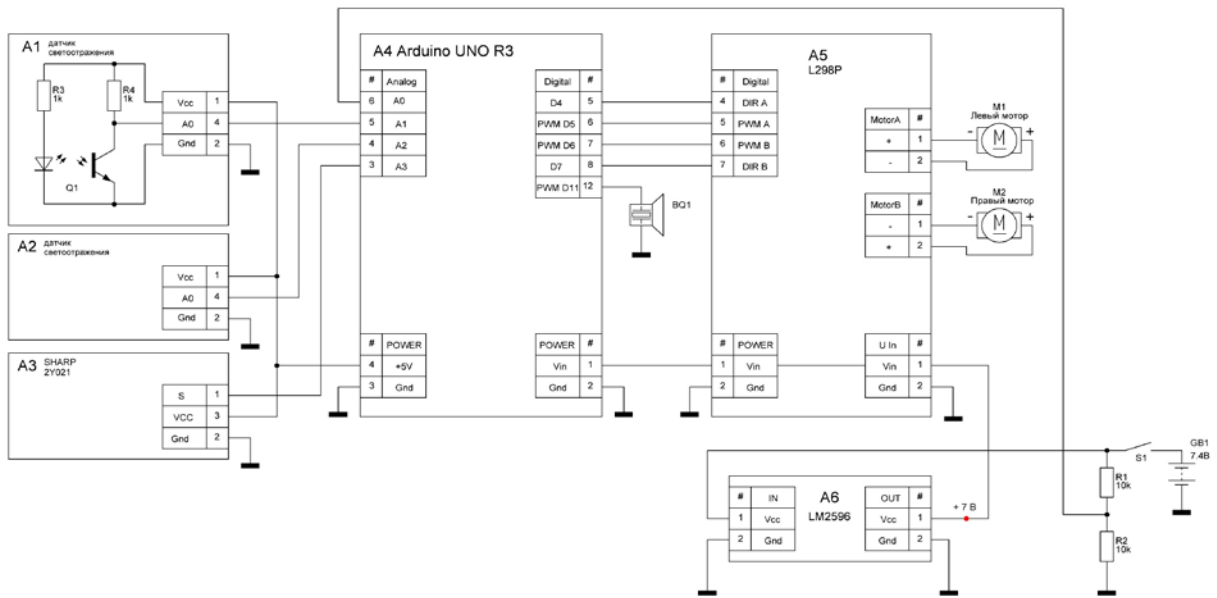 A1 датчик
светоотражения
R3
1k
R4
1k
Q1
Vcc 1
A0 4
Gnd 2
A2 датчик
светоотражения
Vcc 1
A0 4
Gnd 2
A3 SHARP
2Y021
S 1
VCC 3
Gnd 2
A4 Arduino UNO R3
# Analog
6 A0
5 A1
4 A2
3 A3
Digital #
D4 5
PWM D5 6
PWM D6 7
D7 8
PWM D11 12
BQ1
# POWER
4 +5V
3 Gnd
POWER #
Vin 1
Gnd 2
A5
L298P
# Digital
4 DIR A
5 PWM A
6 PWM B
7 DIR B
MotorA #
+ 1
- 2
MotorB #
- 1
+ 2
# POWER
1 Vin
2 Gnd
U In #
Vin 1
Gnd 2
M1
Левый мотор
- M +
M2
Правый мотор
- M +
A6
LM2596
# IN
1 Vcc
2 Gnd
OUT #
Vcc 1
Gnd 2
+ 7 В
S1
GB1
7.4В
R1
10k
R2
10k